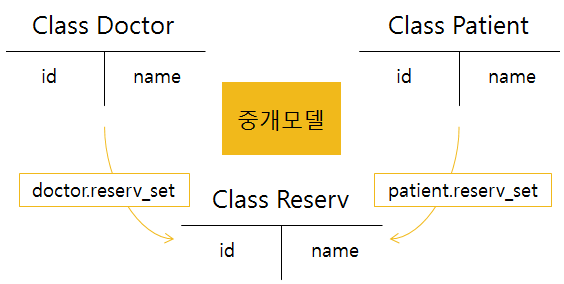 Class Doctor
id name
Class Patient
id name
중개모델
doctor.reserv_set
patient.reserv_set
Class Reserv
id name